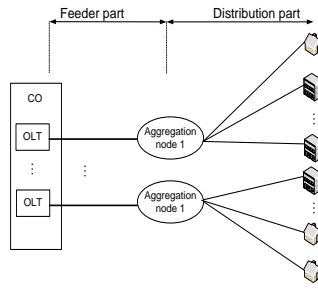 Feeder part
Distribution part
CO
OLT
Aggregation
node 1
OLT
Aggregation
node 1